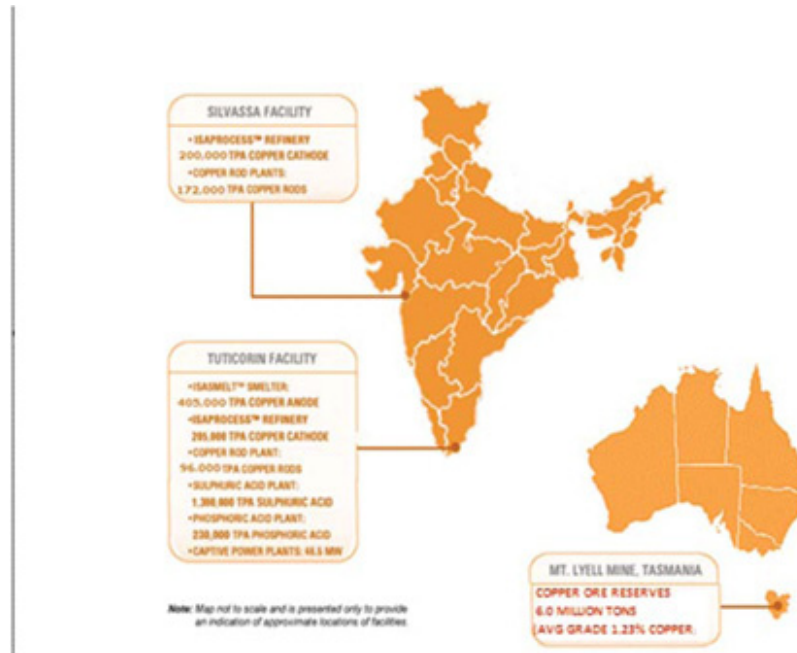 SILVASSA FACILITY
•ISAPROCESS™ REFINERY
200,000 TPA COPPER CATHODE
•COPPER ROD PLANTS:
172,000 TPA COPPER RODS
TUTICORIN FACILITY
•ISASMELT™ SMELTER:
405,000 TPA COPPER ANODE
•ISAPROCESS™ REFINERY
205,000 TPA COPPER CATHODE
•COPPER ROD PLANT:
96,000 TPA COPPER RODS
•SULPHURIC ACID PLANT:
1,300,000 TPA SULPHURIC ACID
•PHOSPHORIC ACID PLANT:
230,000 TPA PHOSPHORIC ACID
•CAPTIVE POWER PLANTS: MW
MT. LYELL MINE, TASMANIA
COPPER ORE RESERVES
6.0 MILLION TONS
(AVG GRADE 1.23% COPPER
Note: Map not to scale and is presented only to provide
an indication of approximate locations of facilities